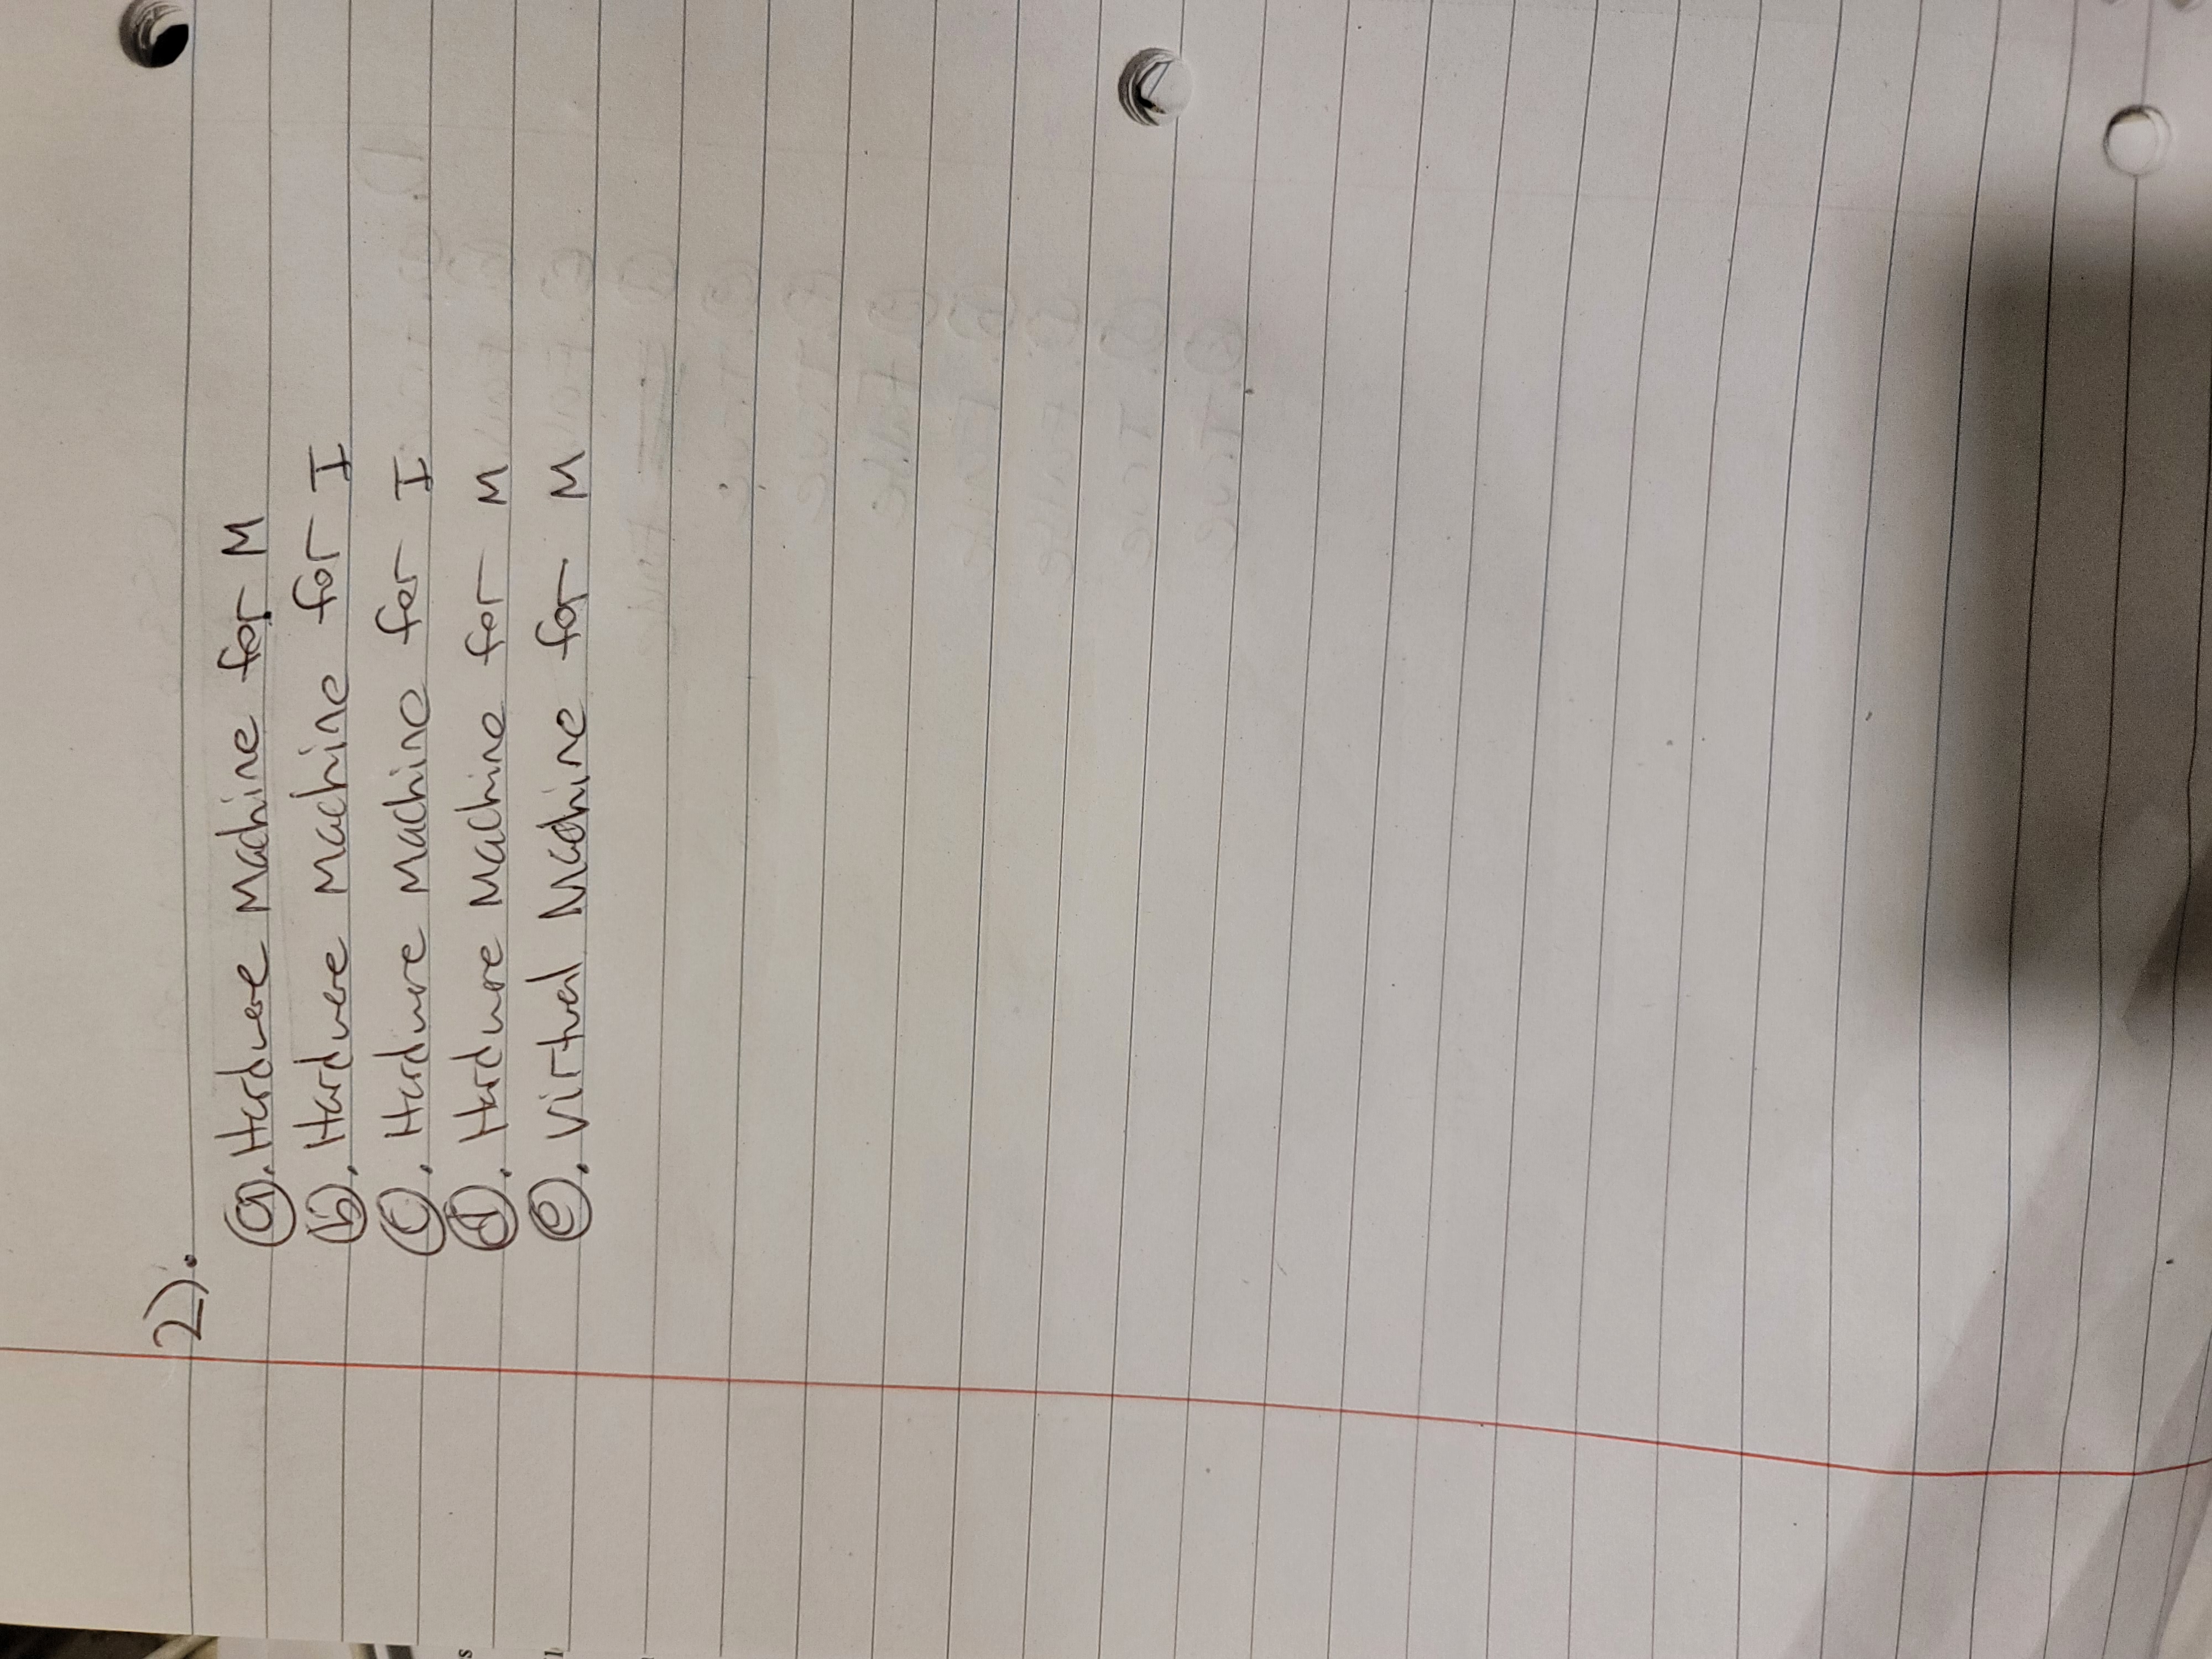 2).
a. Hardware Machine for M
b. Hardware Machine for I
c. Hardware Machine for I
d. Hardware Machine for M
e. Virtual Machine for M